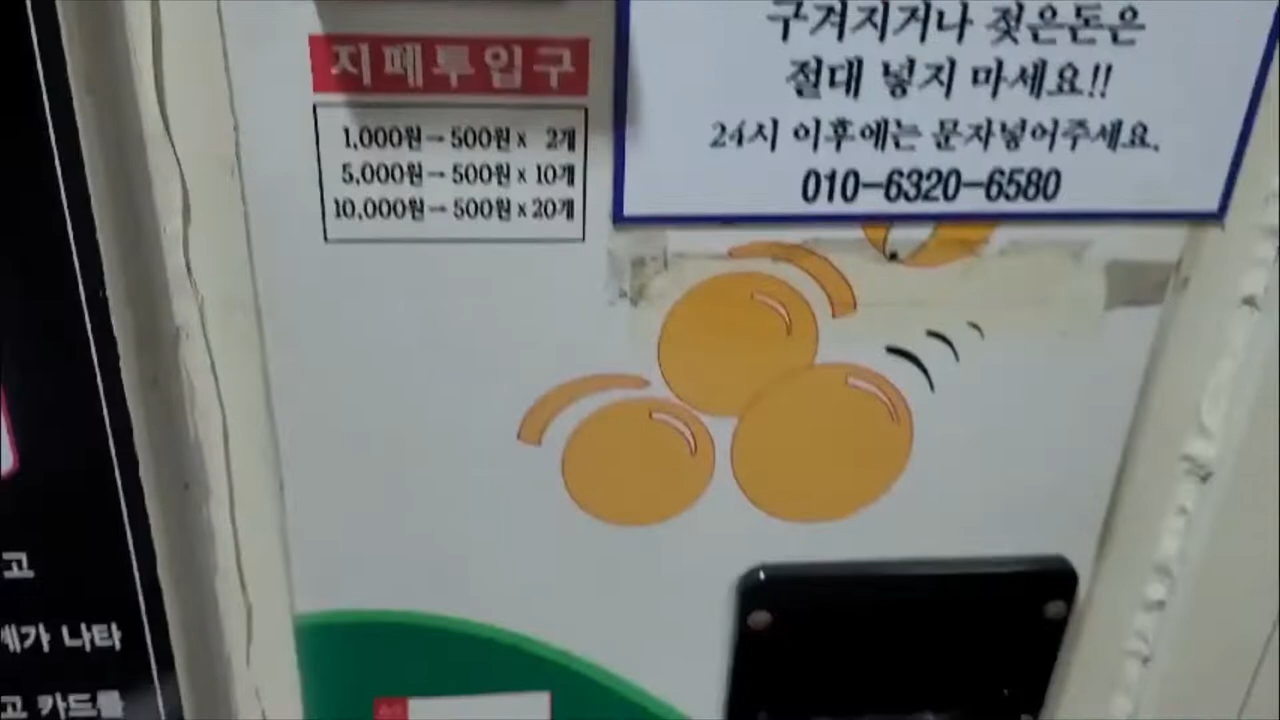 지폐투입구
1,000원→500원 x 2개
5,000원→500원 x 10개
10,000원→500원 x 20개
구겨지거나 젖은돈은
절대 넣지 마세요!!
24시 이후에는 문자넣어주세요.
010-6320-6580
고
나타
고 카드를